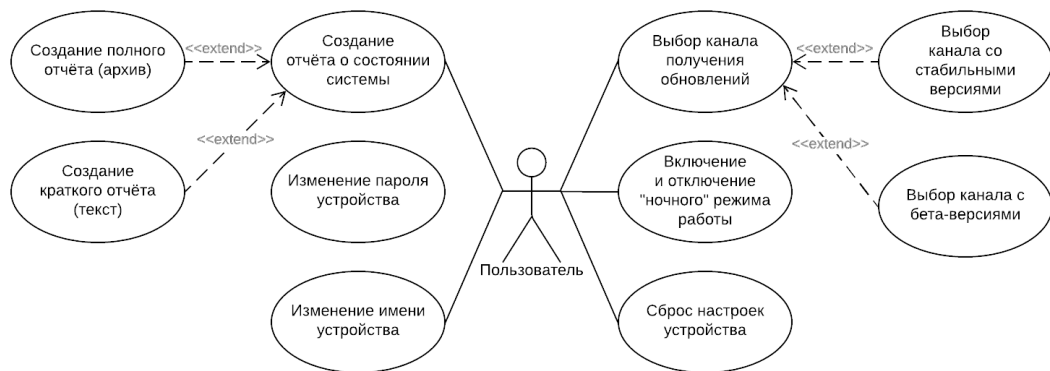 Создание полного
отчёта (архив)
<<extend>>
Создание
отчёта о состоянии
системы
Выбор канала
получения
обновлений
<<extend>>
Выбор
канала со
стабильными
версиями
<<extend>>
<<extend>>
Создание
краткого отчёта
(текст)
Изменение пароля
устройства
Включение
и отключение
"ночного" режима
работы
Выбор канала с
бета-версиями
Пользователь
Изменение имени
устройства
Сброс настроек
устройства